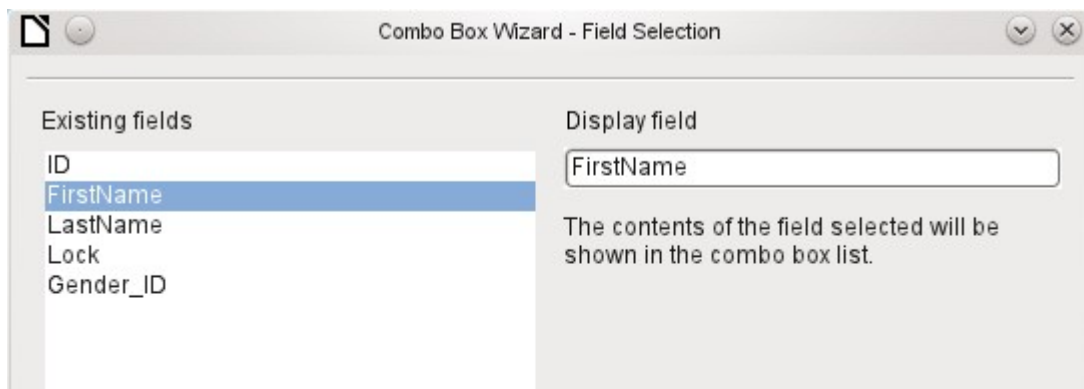 Combo Box Wizard - Field Selection
Existing fields
ID
FirstName
LastName
Lock
Gender_ID
Display field
FirstName
The contents of the field selected will be
shown in the combo box list.